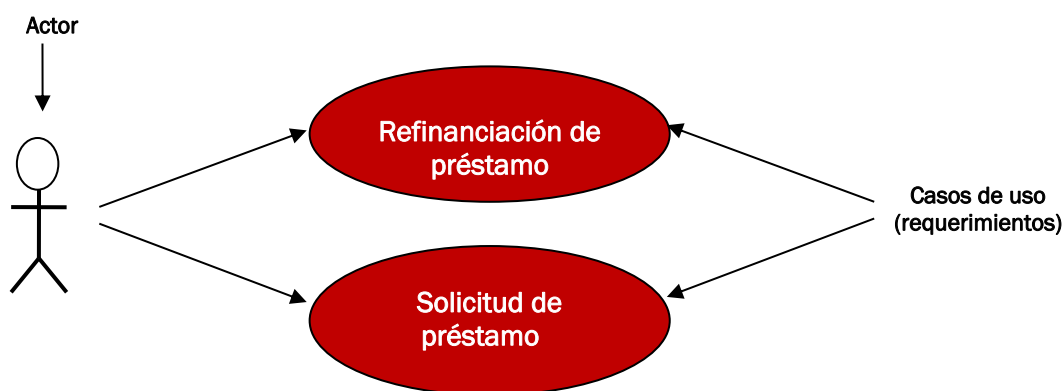 Actor
Refinanciación de
préstamo
Casos de uso
(requerimientos)
Solicitud de
préstamo